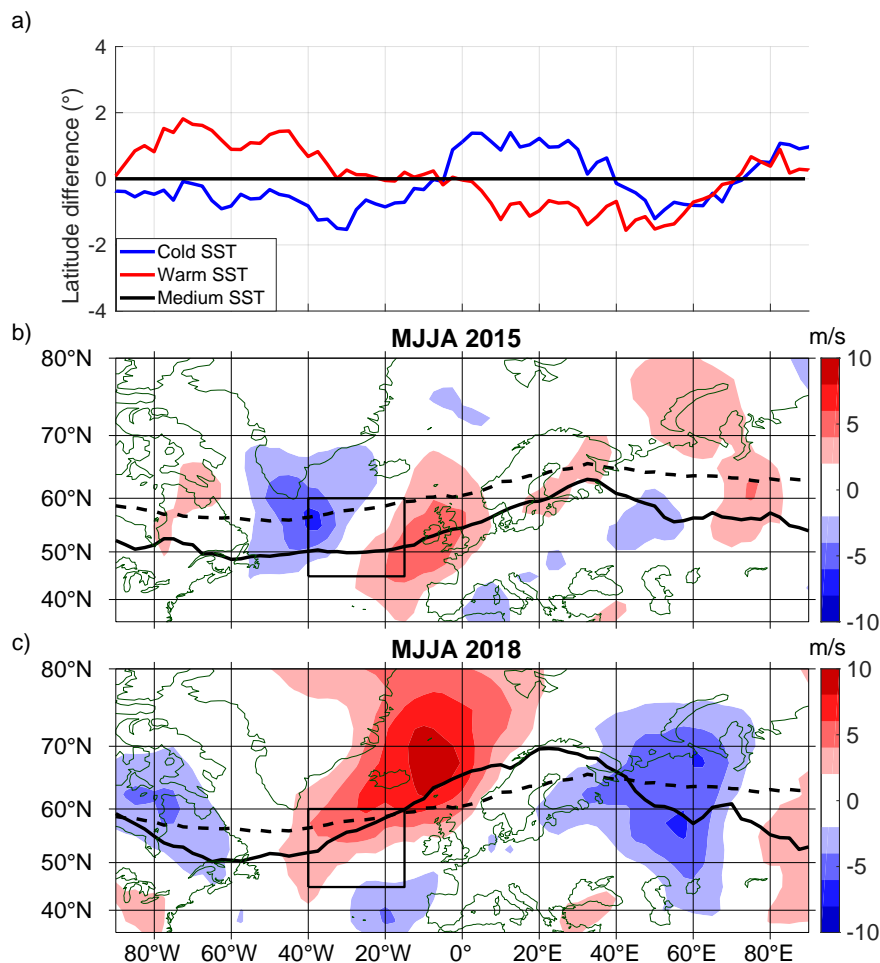 a)
4
2
0
-2
-4
Latitude difference (°)
Cold SST
Warm SST
Medium SST
b)
MJJA 2015
m/s
80°N
70°N
60°N
50°N
40°N
10
5
0
-5
-10
c)
MJJA 2018
m/s
80°N
70°N
60°N
50°N
40°N
10
5
0
-5
-10
80°W 60°W 40°W 20°W 0° 20°E 40°E 60°E 80°E